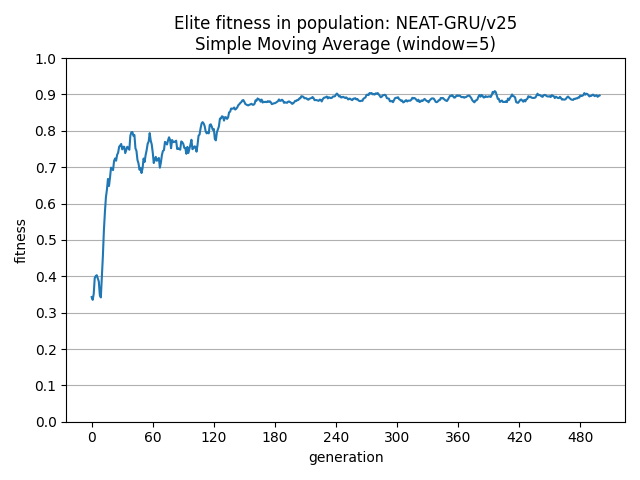 Elite fitness in population: NEAT-GRU/v25
Simple Moving Average (window=5)
1.0
0.9
0.8
0.7
0.6
0.5
0.4
0.3
0.2
0.1
0.0
fitness
0 60 120 180 240 300 360 420 480
generation